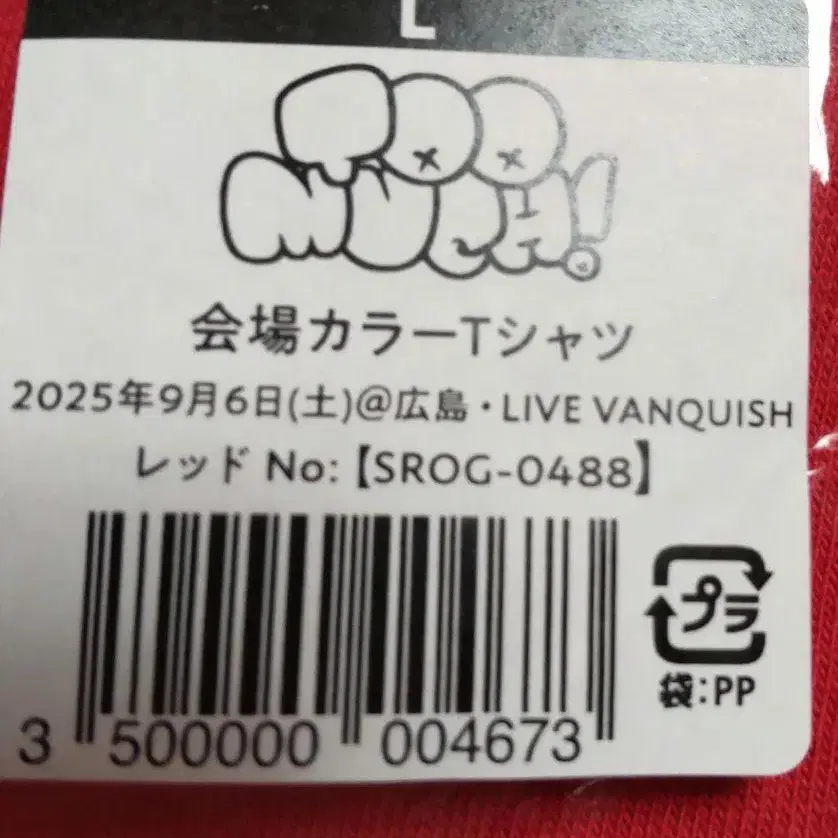 L
TOO
MUCH!
会場カラーTシャツ
2025年9月6日(土)@広島・LIVE VANQUISH
レッド No:【SROG-0488】
プラ
袋:PP
3 500000 004673